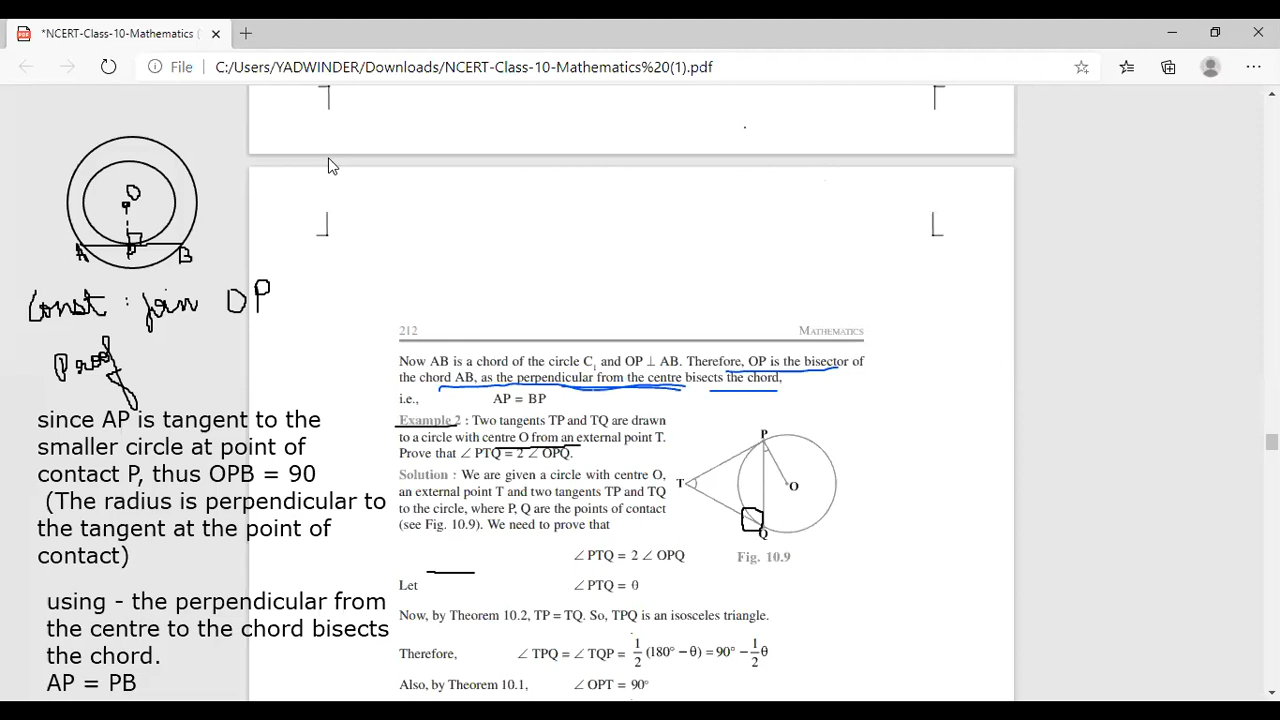 *NCERT-Class-10-Mathematics (
File C:/Users/YADWINDER/Downloads/NCERT-Class-10-Mathematics%20(1).pdf
O
A P B
Const : join OP
Proof
since AP is tangent to the
smaller circle at point of
contact P, thus OPB = 90
(The radius is perpendicular to
the tangent at the point of
contact)
using - the perpendicular from
the centre to the chord bisects
the chord.
AP = PB
212 MATHEMATICS
Now AB is a chord of the circle C₁ and OP ⊥ AB. Therefore, OP is the bisector of
the chord AB, as the perpendicular from the centre bisects the chord,
i.e., AP = BP
Example 2 : Two tangents TP and TQ are drawn
to a circle with centre O from an external point T.
Prove that ∠ PTQ = 2 ∠ OPQ.
Solution : We are given a circle with centre O,
an external point T and two tangents TP and TQ
to the circle, where P, Q are the points of contact
(see Fig. 10.9). We need to prove that
P
T O
Q
Fig. 10.9
∠ PTQ = 2 ∠ OPQ
Let ∠ PTQ = θ
Now, by Theorem 10.2, TP = TQ. So, TPQ is an isosceles triangle.
Therefore, ∠ TPQ = ∠ TQP = 1/2 (180° − θ) = 90° − 1/2 θ
Also, by Theorem 10.1, ∠ OPT = 90°